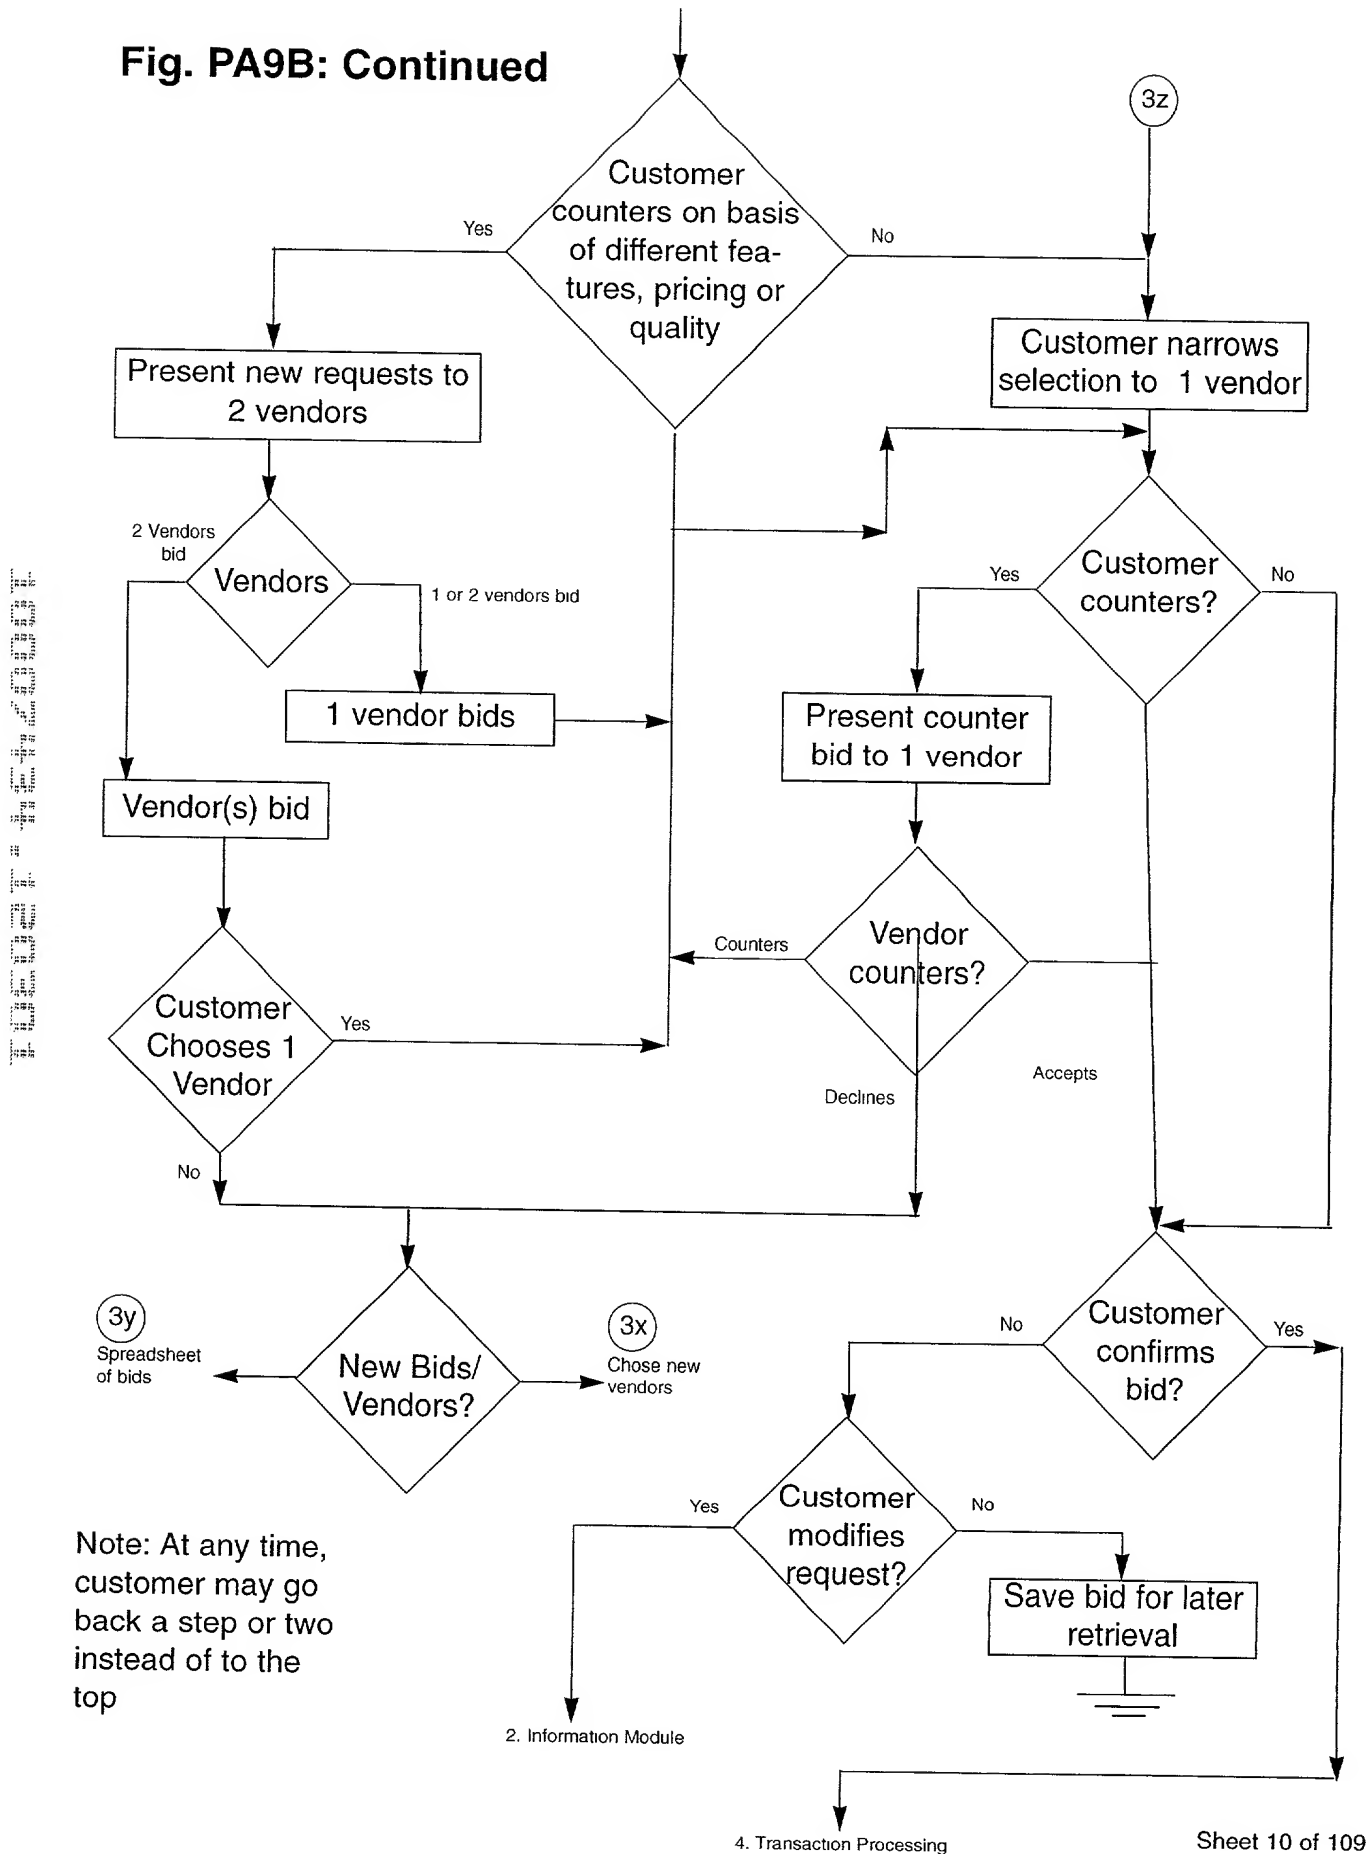 Fig. PA9B: Continued
3z
Customer
counters on basis
of different fea-
tures, pricing or
quality
Yes
No
Customer narrows
selection to 1 vendor
Present new requests to
2 vendors
2 Vendors
bid
Vendors
1 or 2 vendors bid
Customer
counters?
Yes
No
1 vendor bids
Present counter
bid to 1 vendor
Vendor(s) bid
Vendor
counters?
Counters
Customer
Chooses 1
Vendor
Yes
Declines
Accepts
No
3y
Spreadsheet
of bids
New Bids/
Vendors?
3x
Chose new
vendors
Customer
confirms
bid?
No
Yes
Customer
modifies
request?
Yes
No
Save bid for later
retrieval
Note: At any time,
customer may go
back a step or two
instead of to the
top
2. Information Module
4. Transaction Processing
Sheet 10 of 109